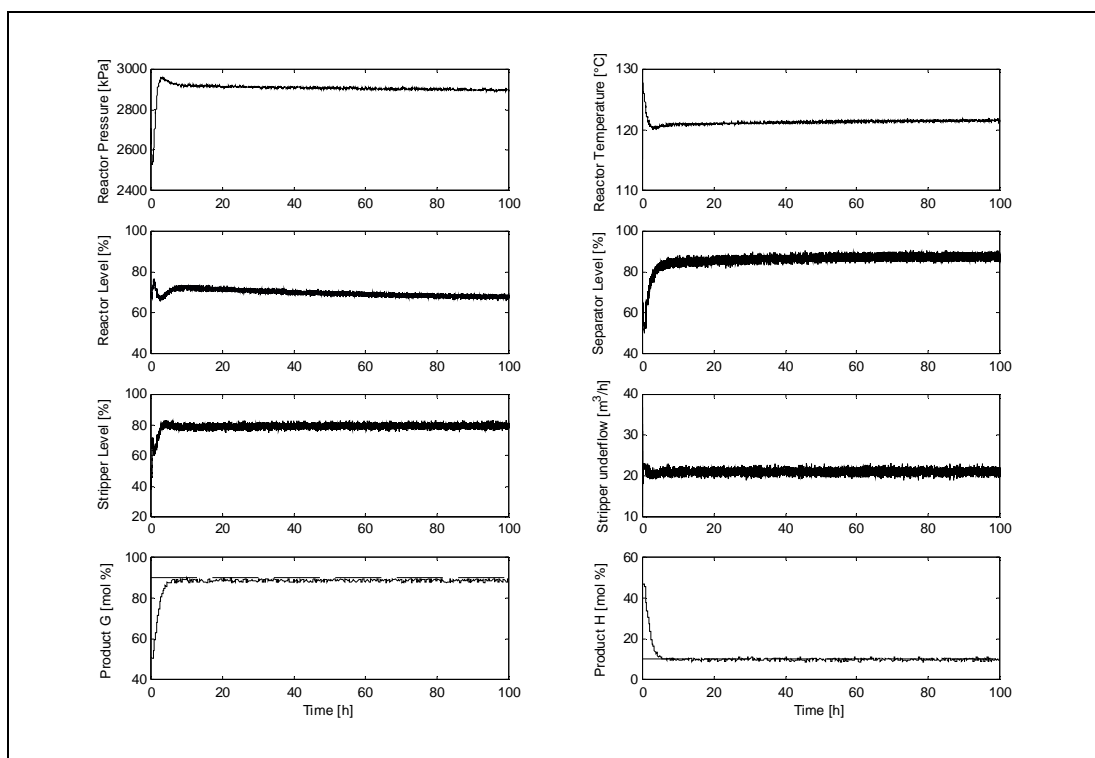 3000
2800
2600
2400
Reactor Pressure [kPa]
0 20 40 60 80 100
130
120
110
Reactor Temperature [°C]
0 20 40 60 80 100
100
80
60
40
Reactor Level [%]
0 20 40 60 80 100
100
80
60
40
Separator Level [%]
0 20 40 60 80 100
100
80
60
40
20
Stripper Level [%]
0 20 40 60 80 100
40
30
20
10
Stripper underflow [m³/h]
0 20 40 60 80 100
100
80
60
40
Product G [mol %]
0 20 40 60 80 100
Time [h]
60
40
20
0
Product H [mol %]
0 20 40 60 80 100
Time [h]